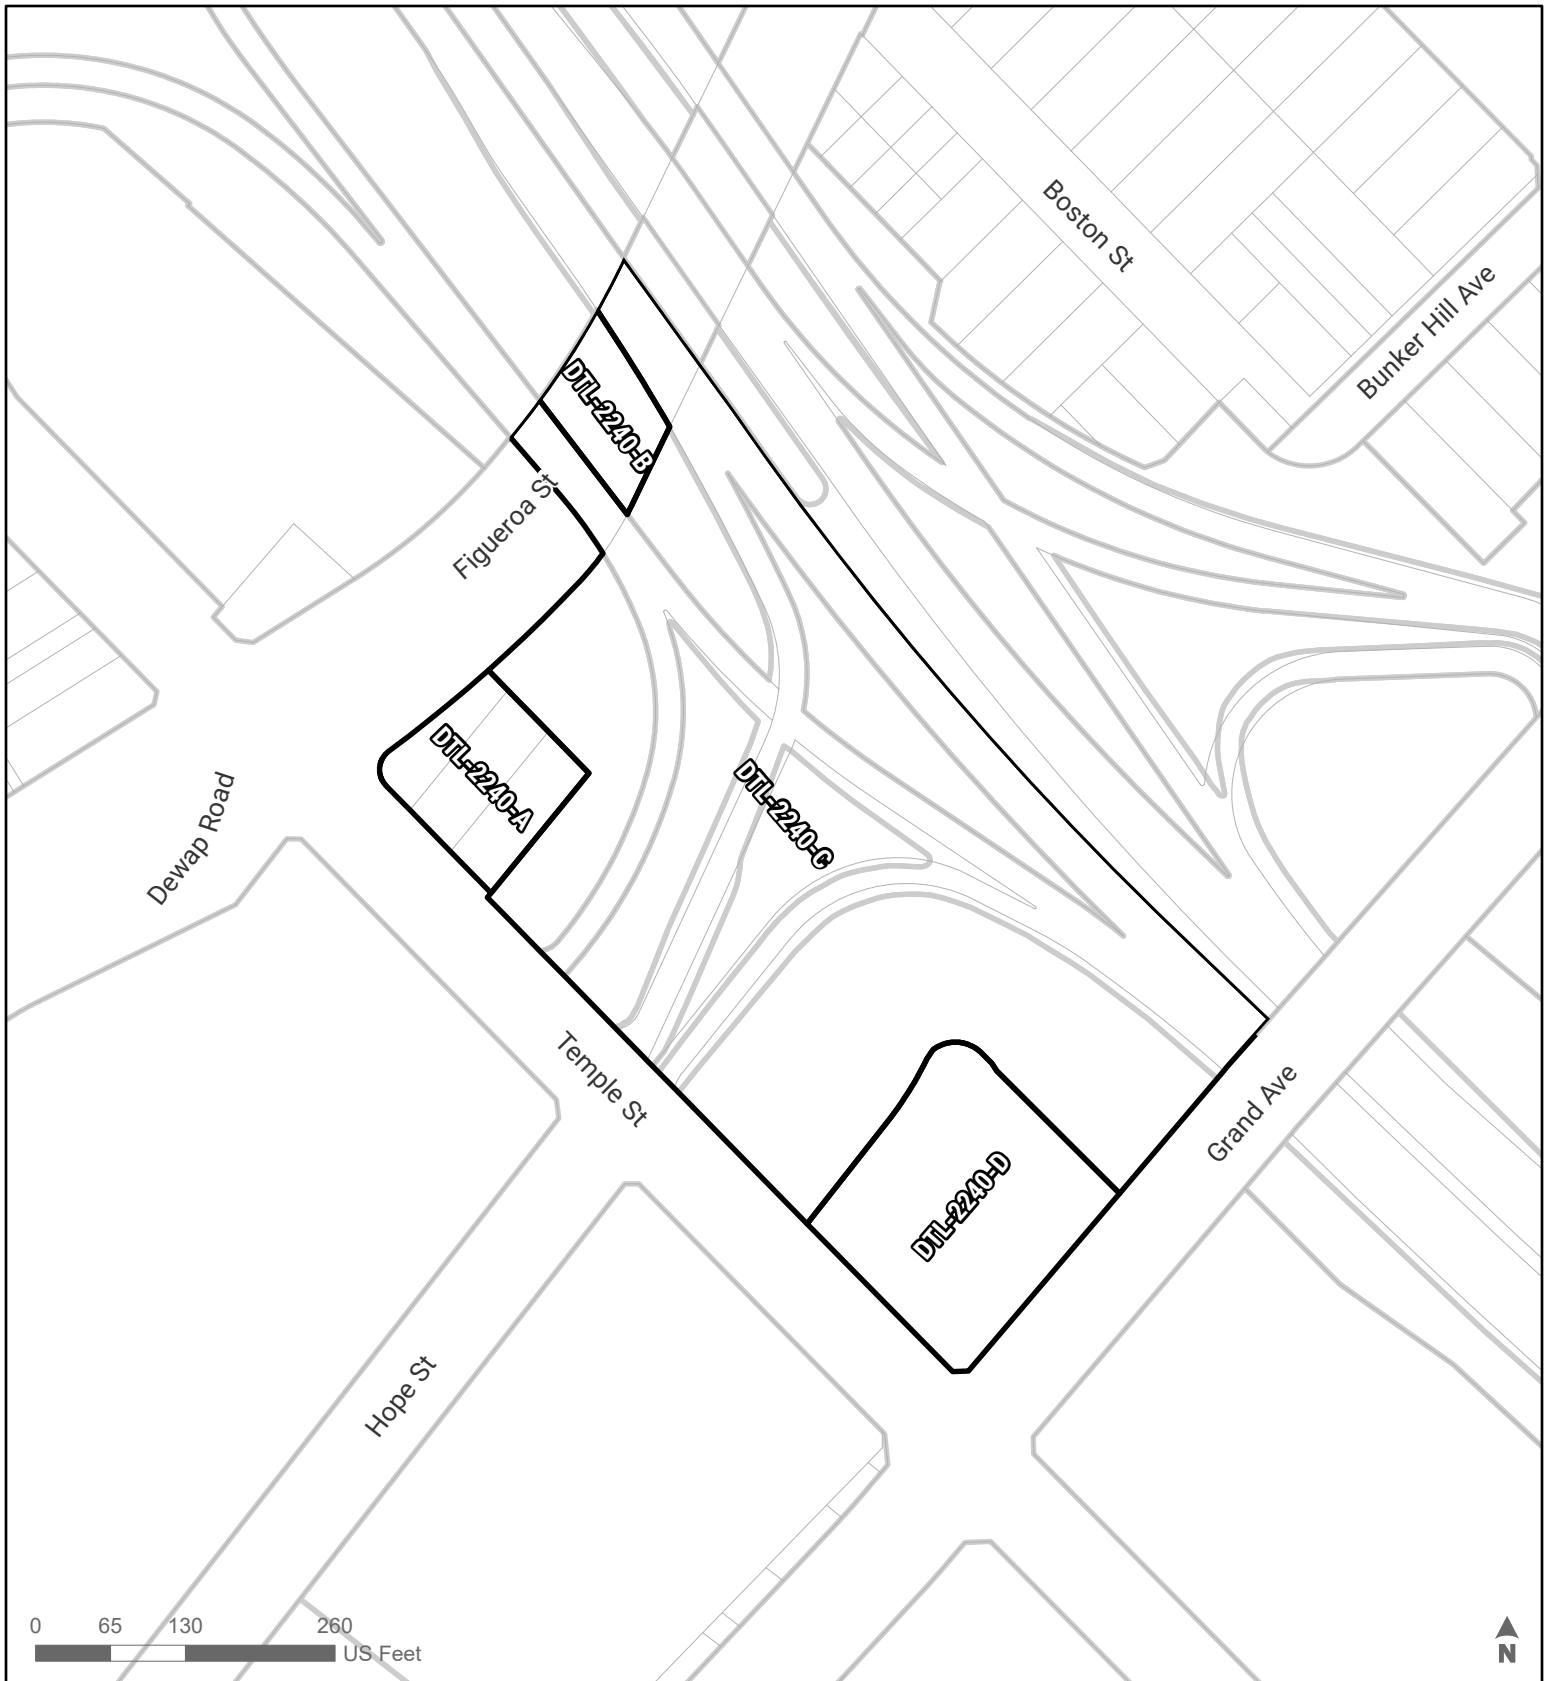 Boston St
Bunker Hill Ave
DTL-2240-B
Figueroa St
DTL-2240-A
DTL-2240-C
Dewap Road
Temple St
Grand Ave
DTL-2240-D
Hope St
0 65 130 260
US Feet
N